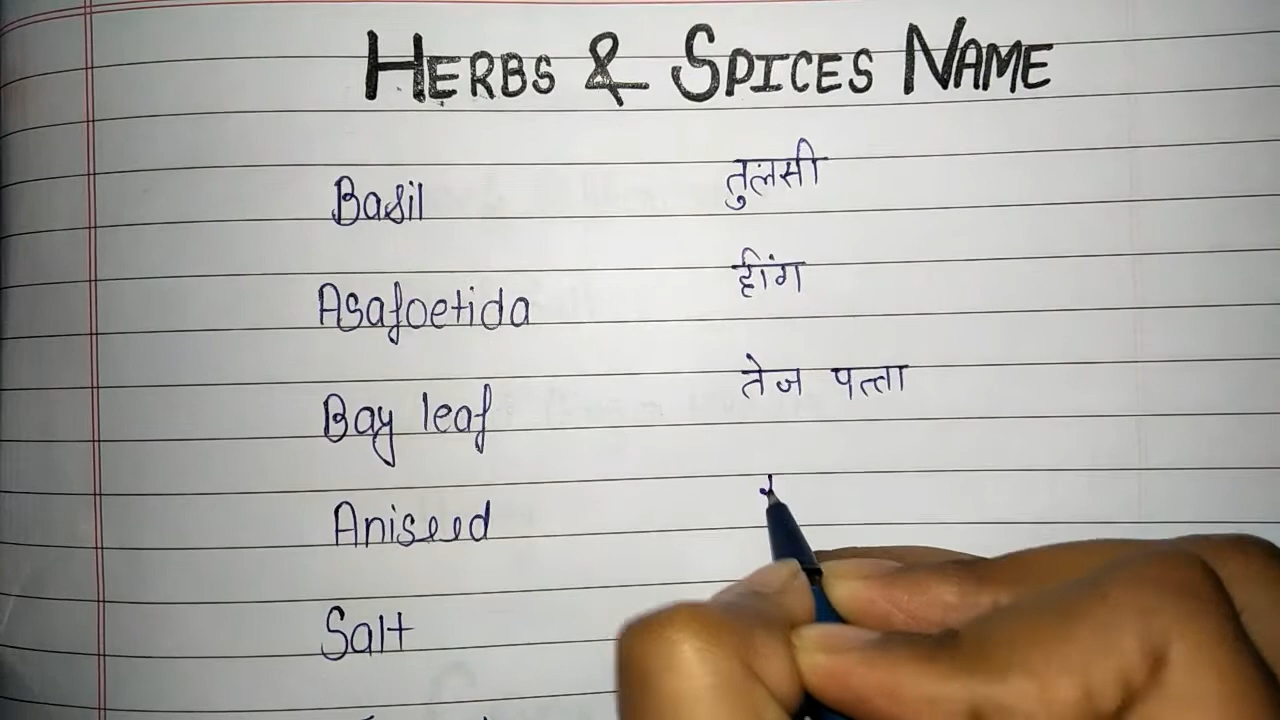 HERBS & SPICES NAME
Basil तुलसी
Asafoetida हींग
Bay leaf तेज पत्ता
Aniseed
Salt